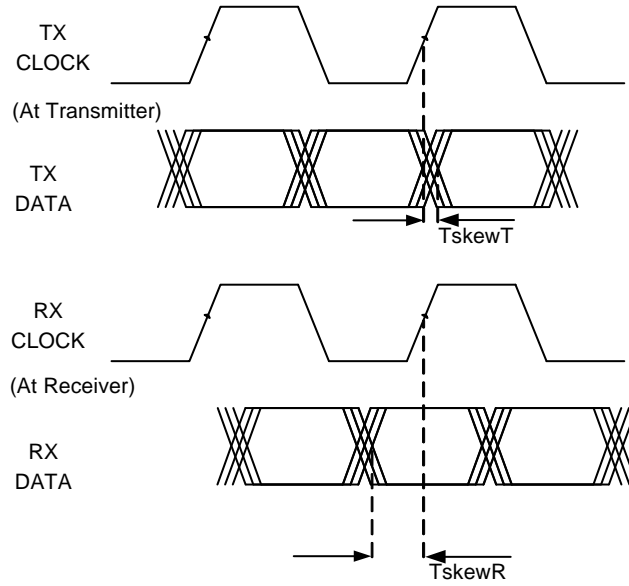 TX
CLOCK
(At Transmitter)
TX
DATA
TskewT
RX
CLOCK
(At Receiver)
RX
DATA
TskewR